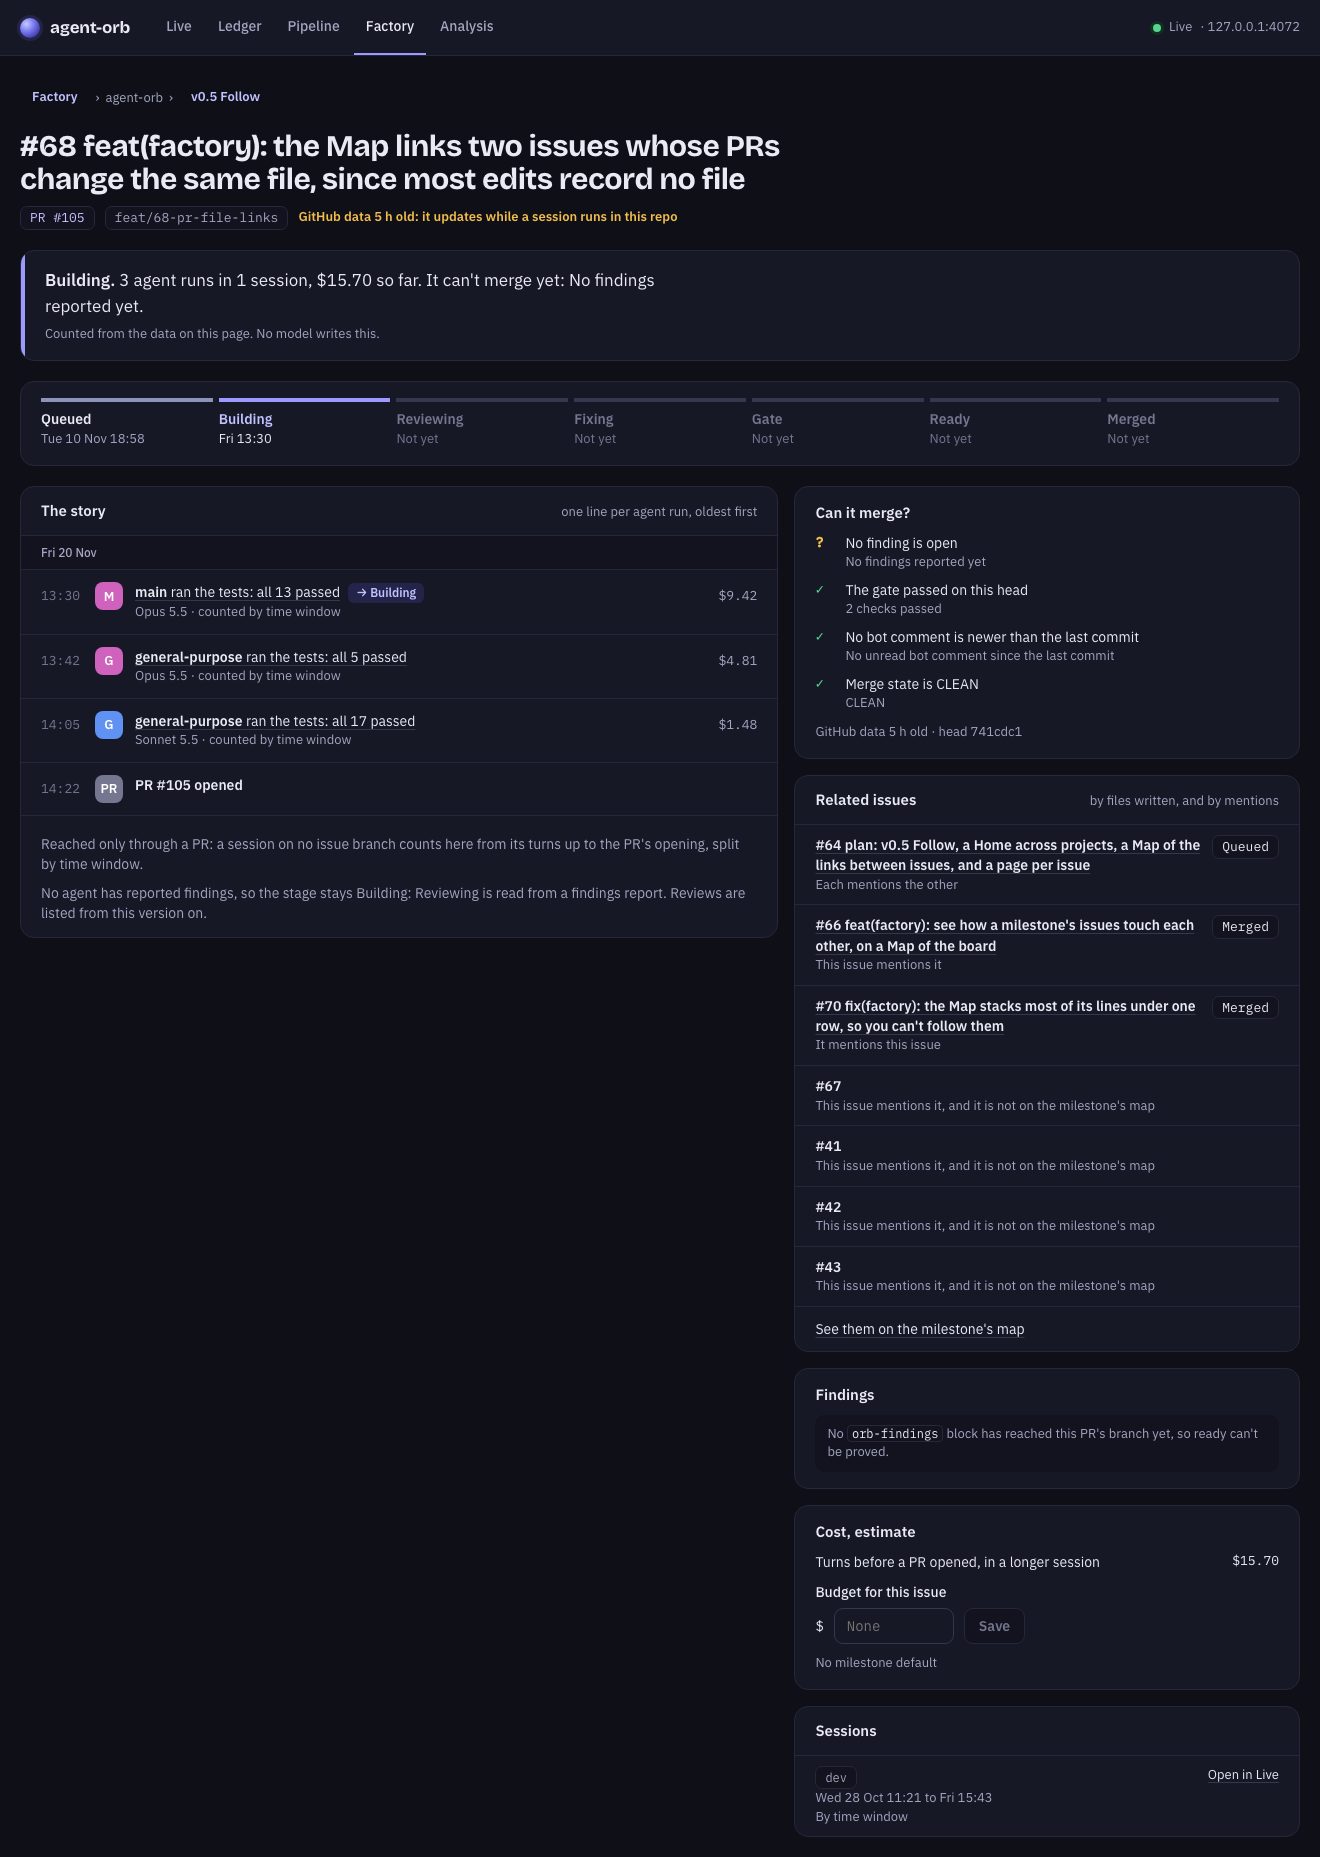 agent-orb
Live Ledger Pipeline Factory Analysis
Live · 127.0.0.1:4072
Factory › agent-orb › v0.5 Follow
#68 feat(factory): the Map links two issues whose PRs
change the same file, since most edits record no file
PR #105 feat/68-pr-file-links GitHub data 5 h old: it updates while a session runs in this repo
Building. 3 agent runs in 1 session, $15.70 so far. It can't merge yet: No findings
reported yet.
Counted from the data on this page. No model writes this.
Queued Building Reviewing Fixing Gate Ready Merged
Tue 10 Nov 18:58 Fri 13:30 Not yet Not yet Not yet Not yet Not yet
The story one line per agent run, oldest first
Fri 20 Nov
13:30 M main ran the tests: all 13 passed → Building $9.42
Opus 5.5 · counted by time window
13:42 G general-purpose ran the tests: all 5 passed $4.81
Opus 5.5 · counted by time window
14:05 G general-purpose ran the tests: all 17 passed $1.48
Sonnet 5.5 · counted by time window
14:22 PR PR #105 opened
Reached only through a PR: a session on no issue branch counts here from its turns up to the PR's opening, split
by time window.
No agent has reported findings, so the stage stays Building: Reviewing is read from a findings report. Reviews are
listed from this version on.
Can it merge?
? No finding is open
No findings reported yet
✓ The gate passed on this head
2 checks passed
✓ No bot comment is newer than the last commit
No unread bot comment since the last commit
✓ Merge state is CLEAN
CLEAN
GitHub data 5 h old · head 741cdc1
Related issues by files written, and by mentions
#64 plan: v0.5 Follow, a Home across projects, a Map of the Queued
links between issues, and a page per issue
Each mentions the other
#66 feat(factory): see how a milestone's issues touch each Merged
other, on a Map of the board
This issue mentions it
#70 fix(factory): the Map stacks most of its lines under one Merged
row, so you can't follow them
It mentions this issue
#67
This issue mentions it, and it is not on the milestone's map
#41
This issue mentions it, and it is not on the milestone's map
#42
This issue mentions it, and it is not on the milestone's map
#43
This issue mentions it, and it is not on the milestone's map
See them on the milestone's map
Findings
No orb-findings block has reached this PR's branch yet, so ready can't
be proved.
Cost, estimate
Turns before a PR opened, in a longer session $15.70
Budget for this issue
$ None Save
No milestone default
Sessions
dev Open in Live
Wed 28 Oct 11:21 to Fri 15:43
By time window